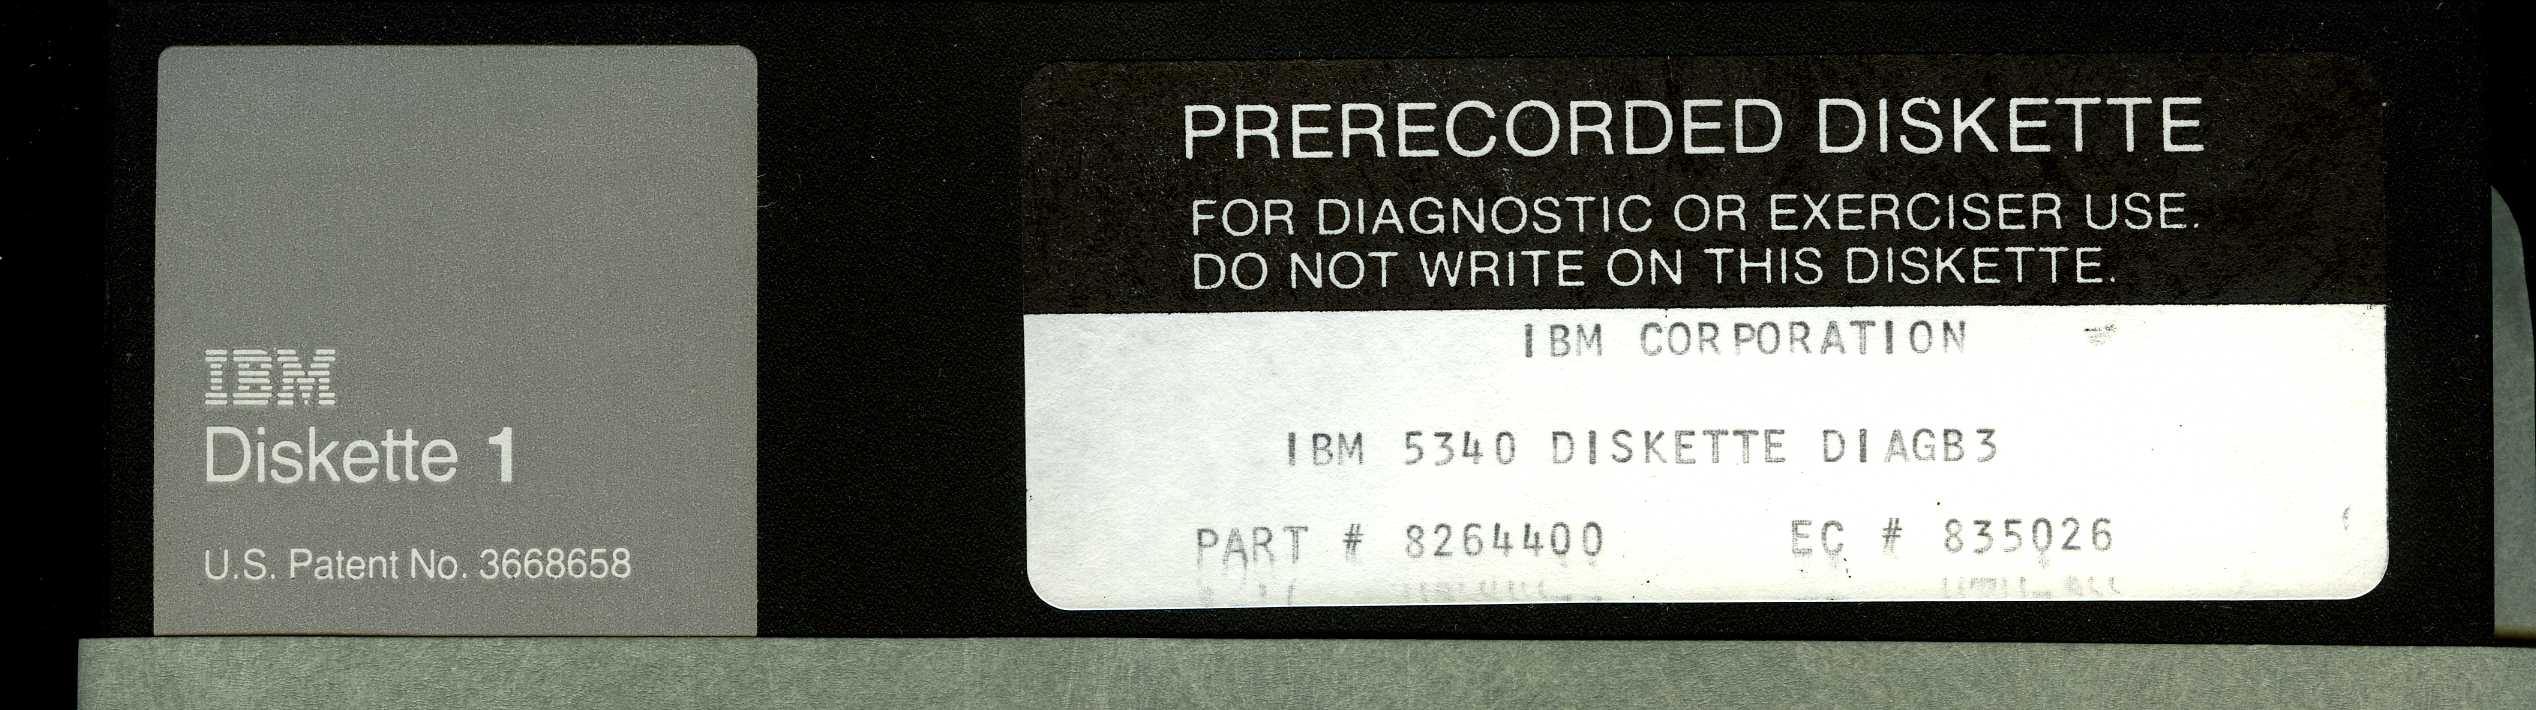 IBM
Diskette 1
U.S. Patent No. 3668658
PRERECORDED DISKETTE
FOR DIAGNOSTIC OR EXERCISER USE.
DO NOT WRITE ON THIS DISKETTE.
IBM CORPORATION
IBM 5340 DISKETTE DIAGB3
PART # 8264400 EC # 835026